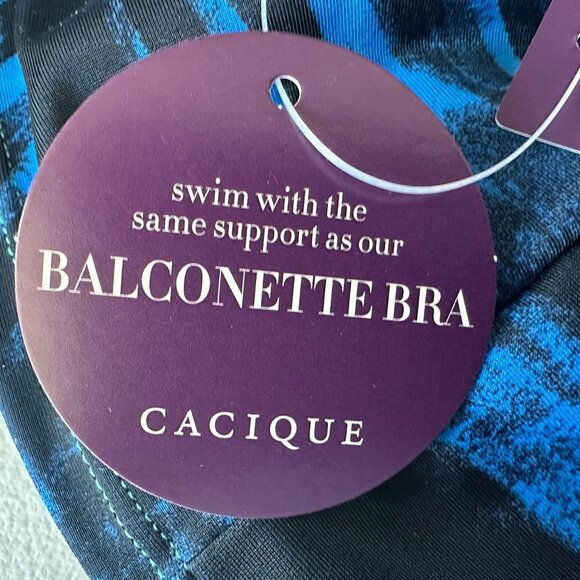 swim with the
same support as our
BALCONETTE BRA
CACIQUE